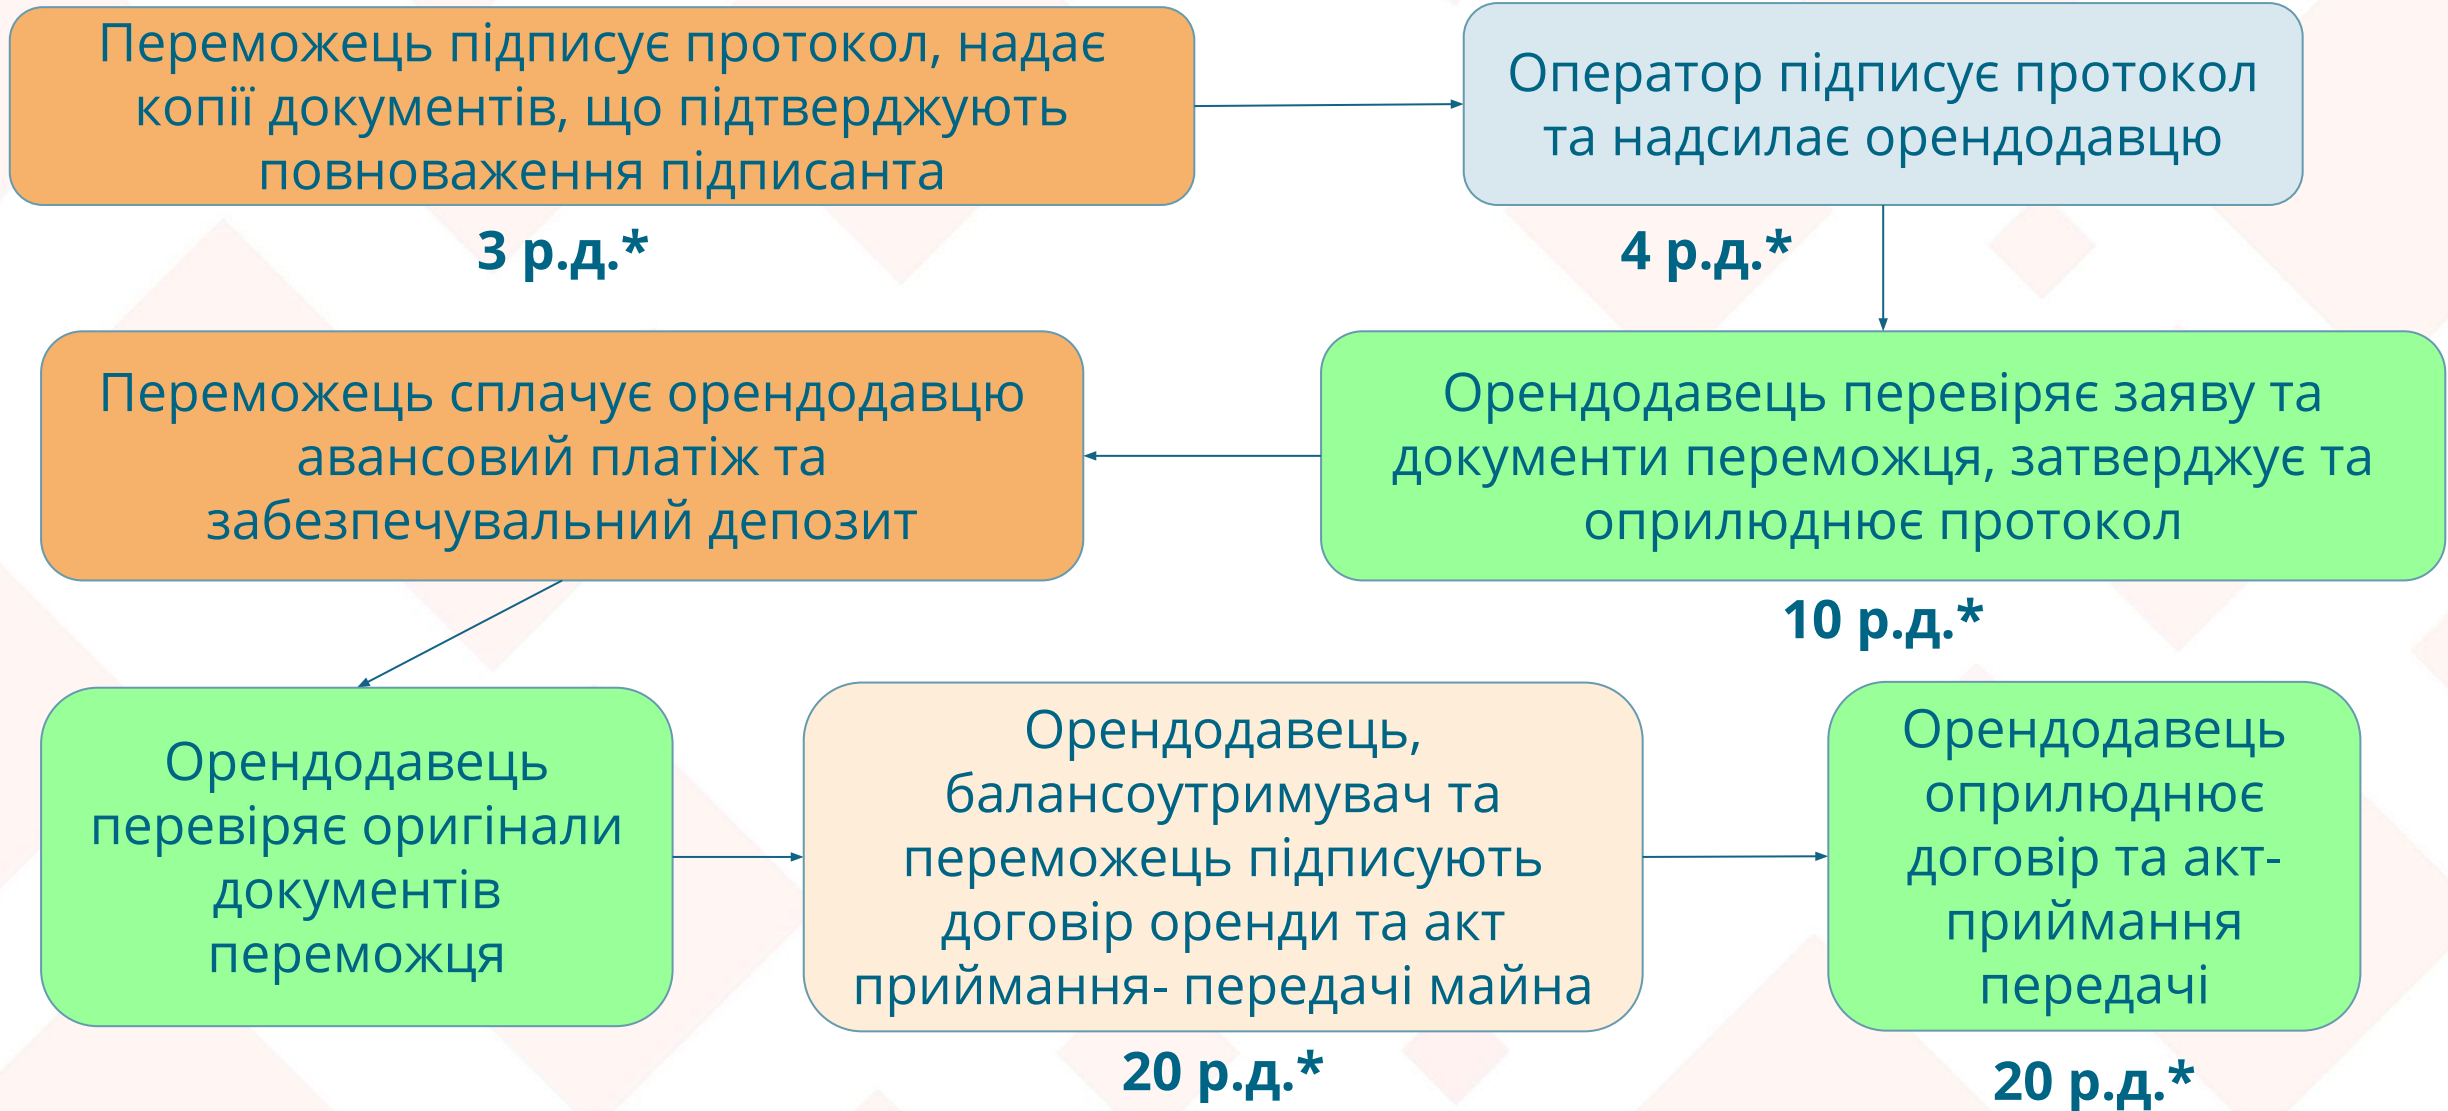 Переможець підписує протокол, надає
копії документів, що підтверджують
повноваження підписанта
3 р.д.*
Оператор підписує протокол
та надсилає орендодавцю
4 р.д.*
Орендодавець перевіряє заяву та
документи переможця, затверджує та
оприлюднює протокол
10 р.д.*
Переможець сплачує орендодавцю
авансовий платіж та
забезпечувальний депозит
Орендодавець
перевіряє оригінали
документів
переможця
Орендодавець,
балансоутримувач та
переможець підписують
договір оренди та акт
приймання- передачі майна
20 р.д.*
Орендодавець
оприлюднює
договір та акт-
приймання
передачі
20 р.д.*